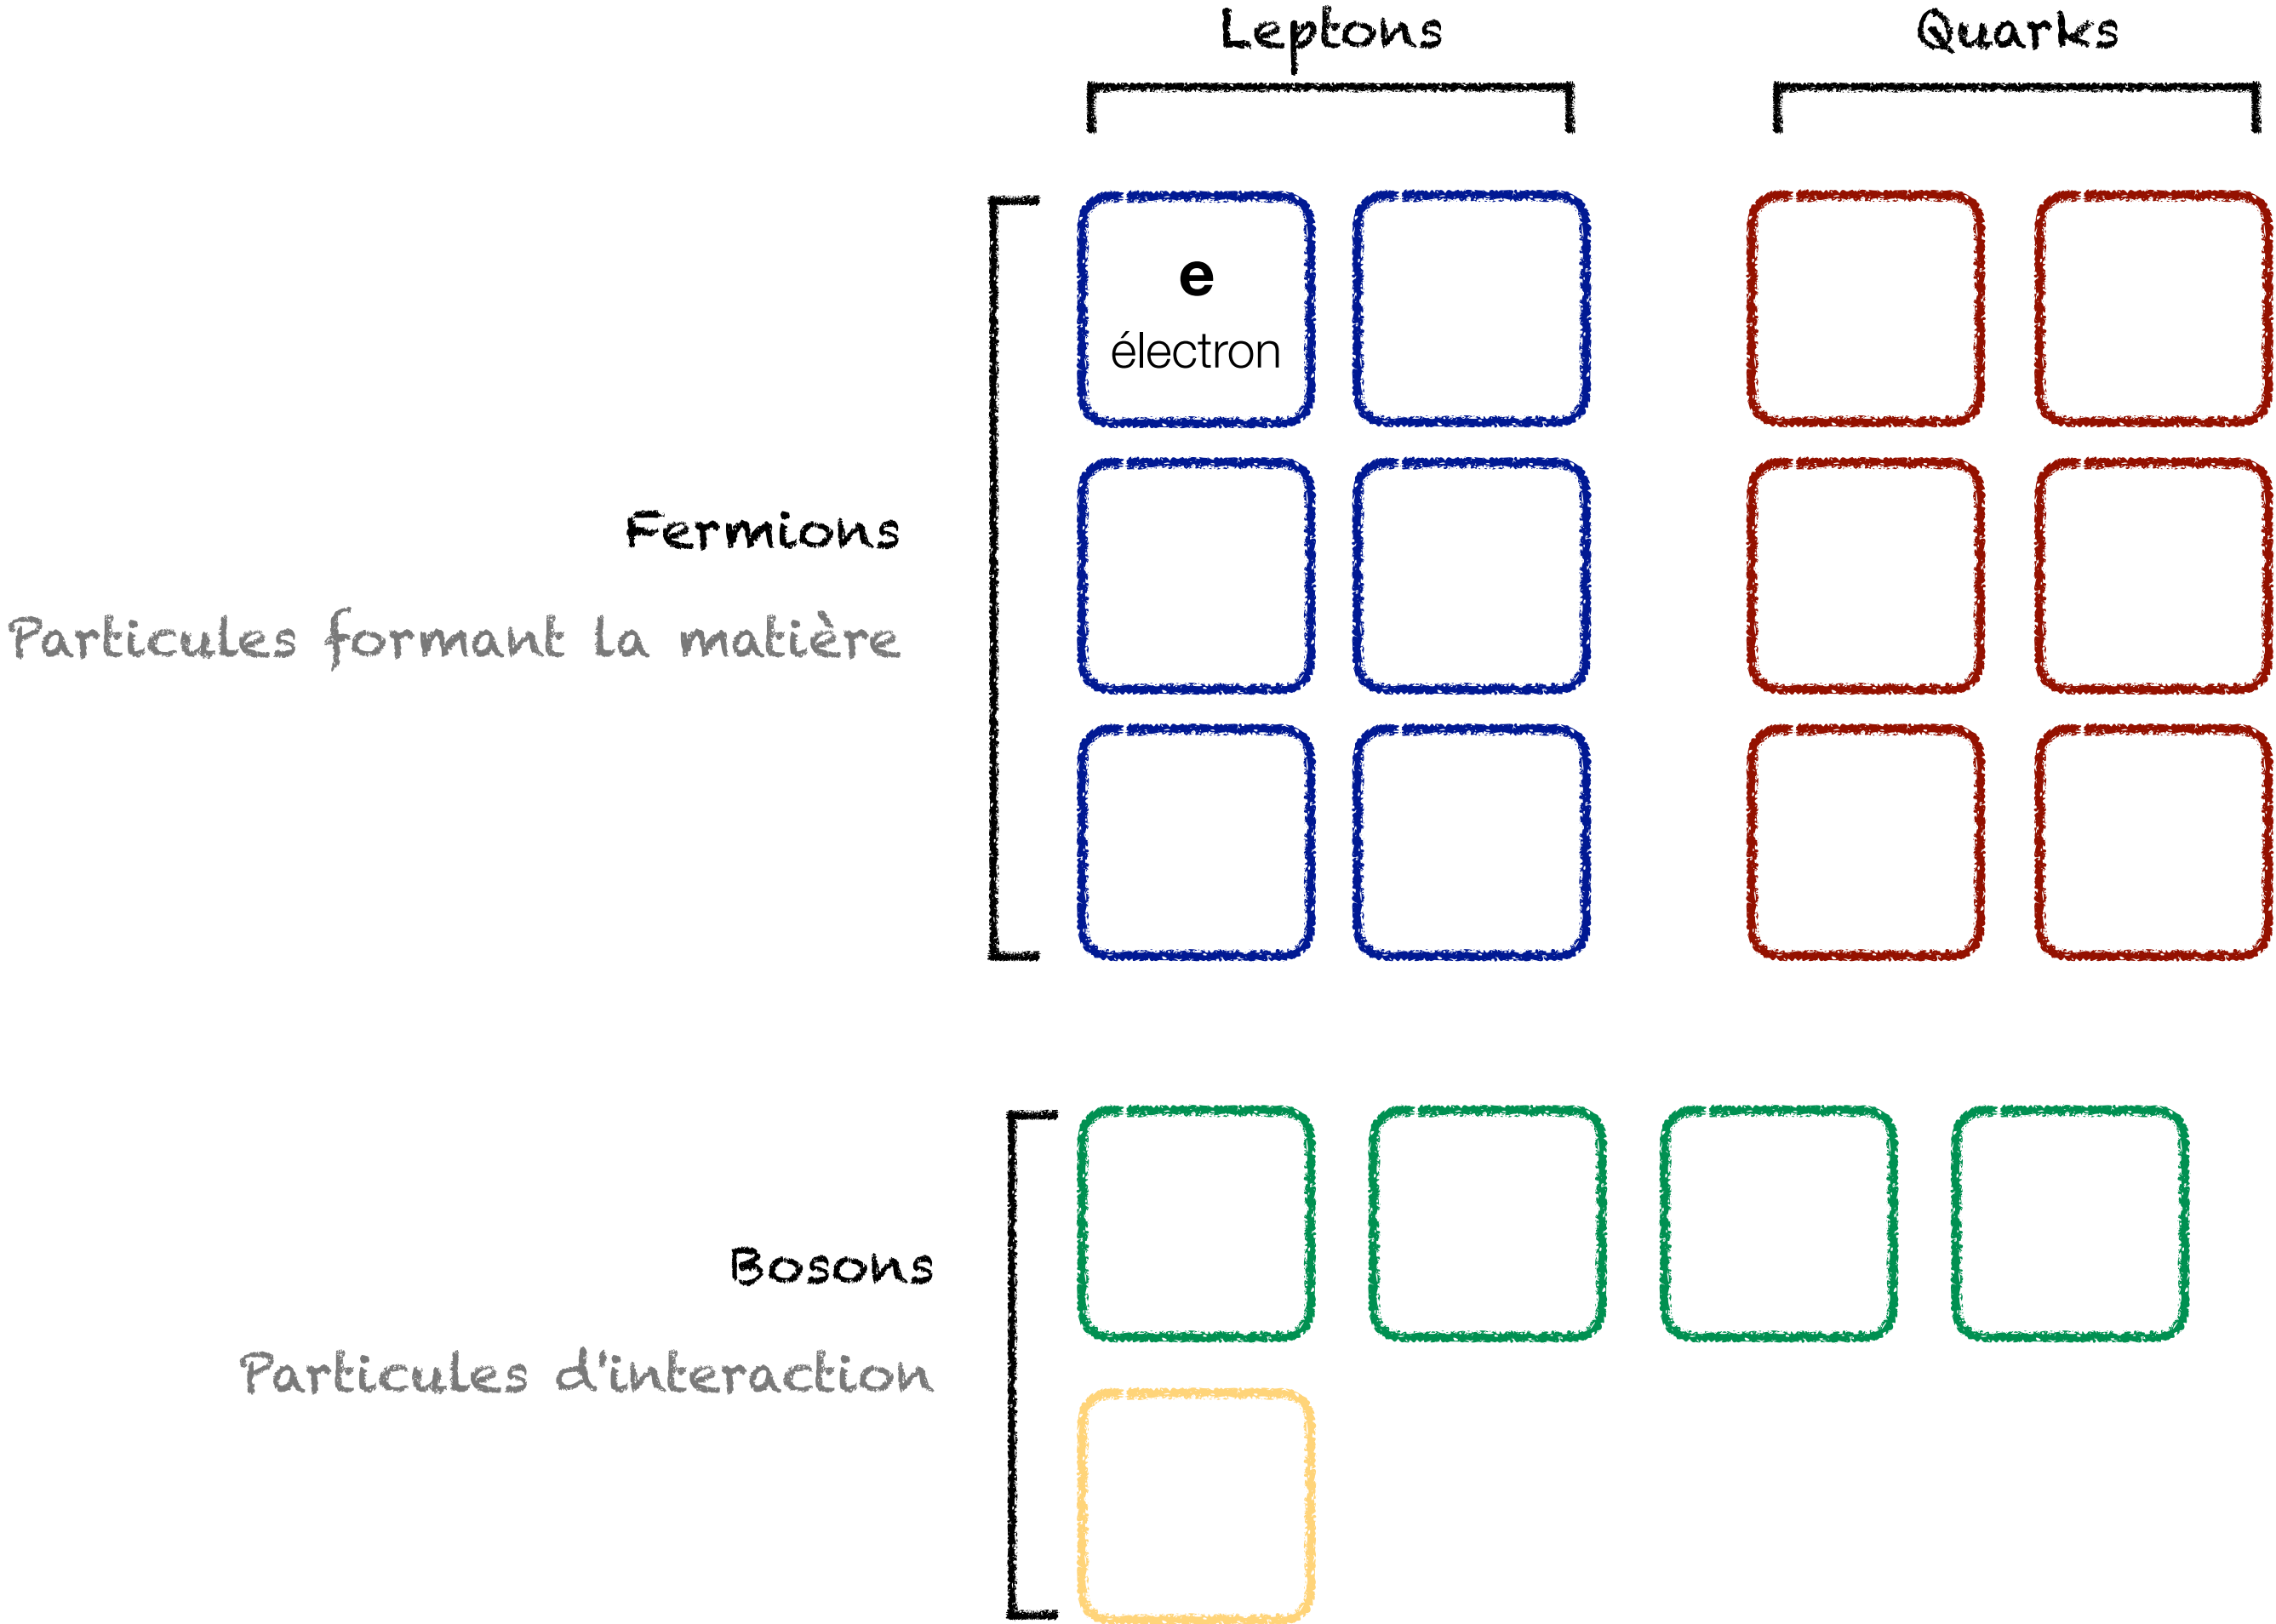 Leptons
Quarks
e
électron
Fermions
Particules formant la matière
Bosons
Particules d'interaction